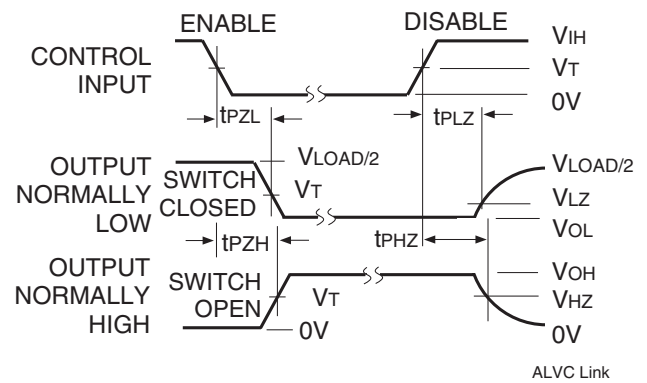 ENABLE
DISABLE
CONTROL
INPUT
VIH
VT
0V
tPZL
tPLZ
OUTPUT
NORMALLY
LOW
SWITCH
CLOSED
VLOAD/2
VT
VLOAD/2
VLZ
VOL
tPZH
tPHZ
OUTPUT
NORMALLY
HIGH
SWITCH
OPEN
VT
0V
VOH
VHZ
0V
ALVC Link